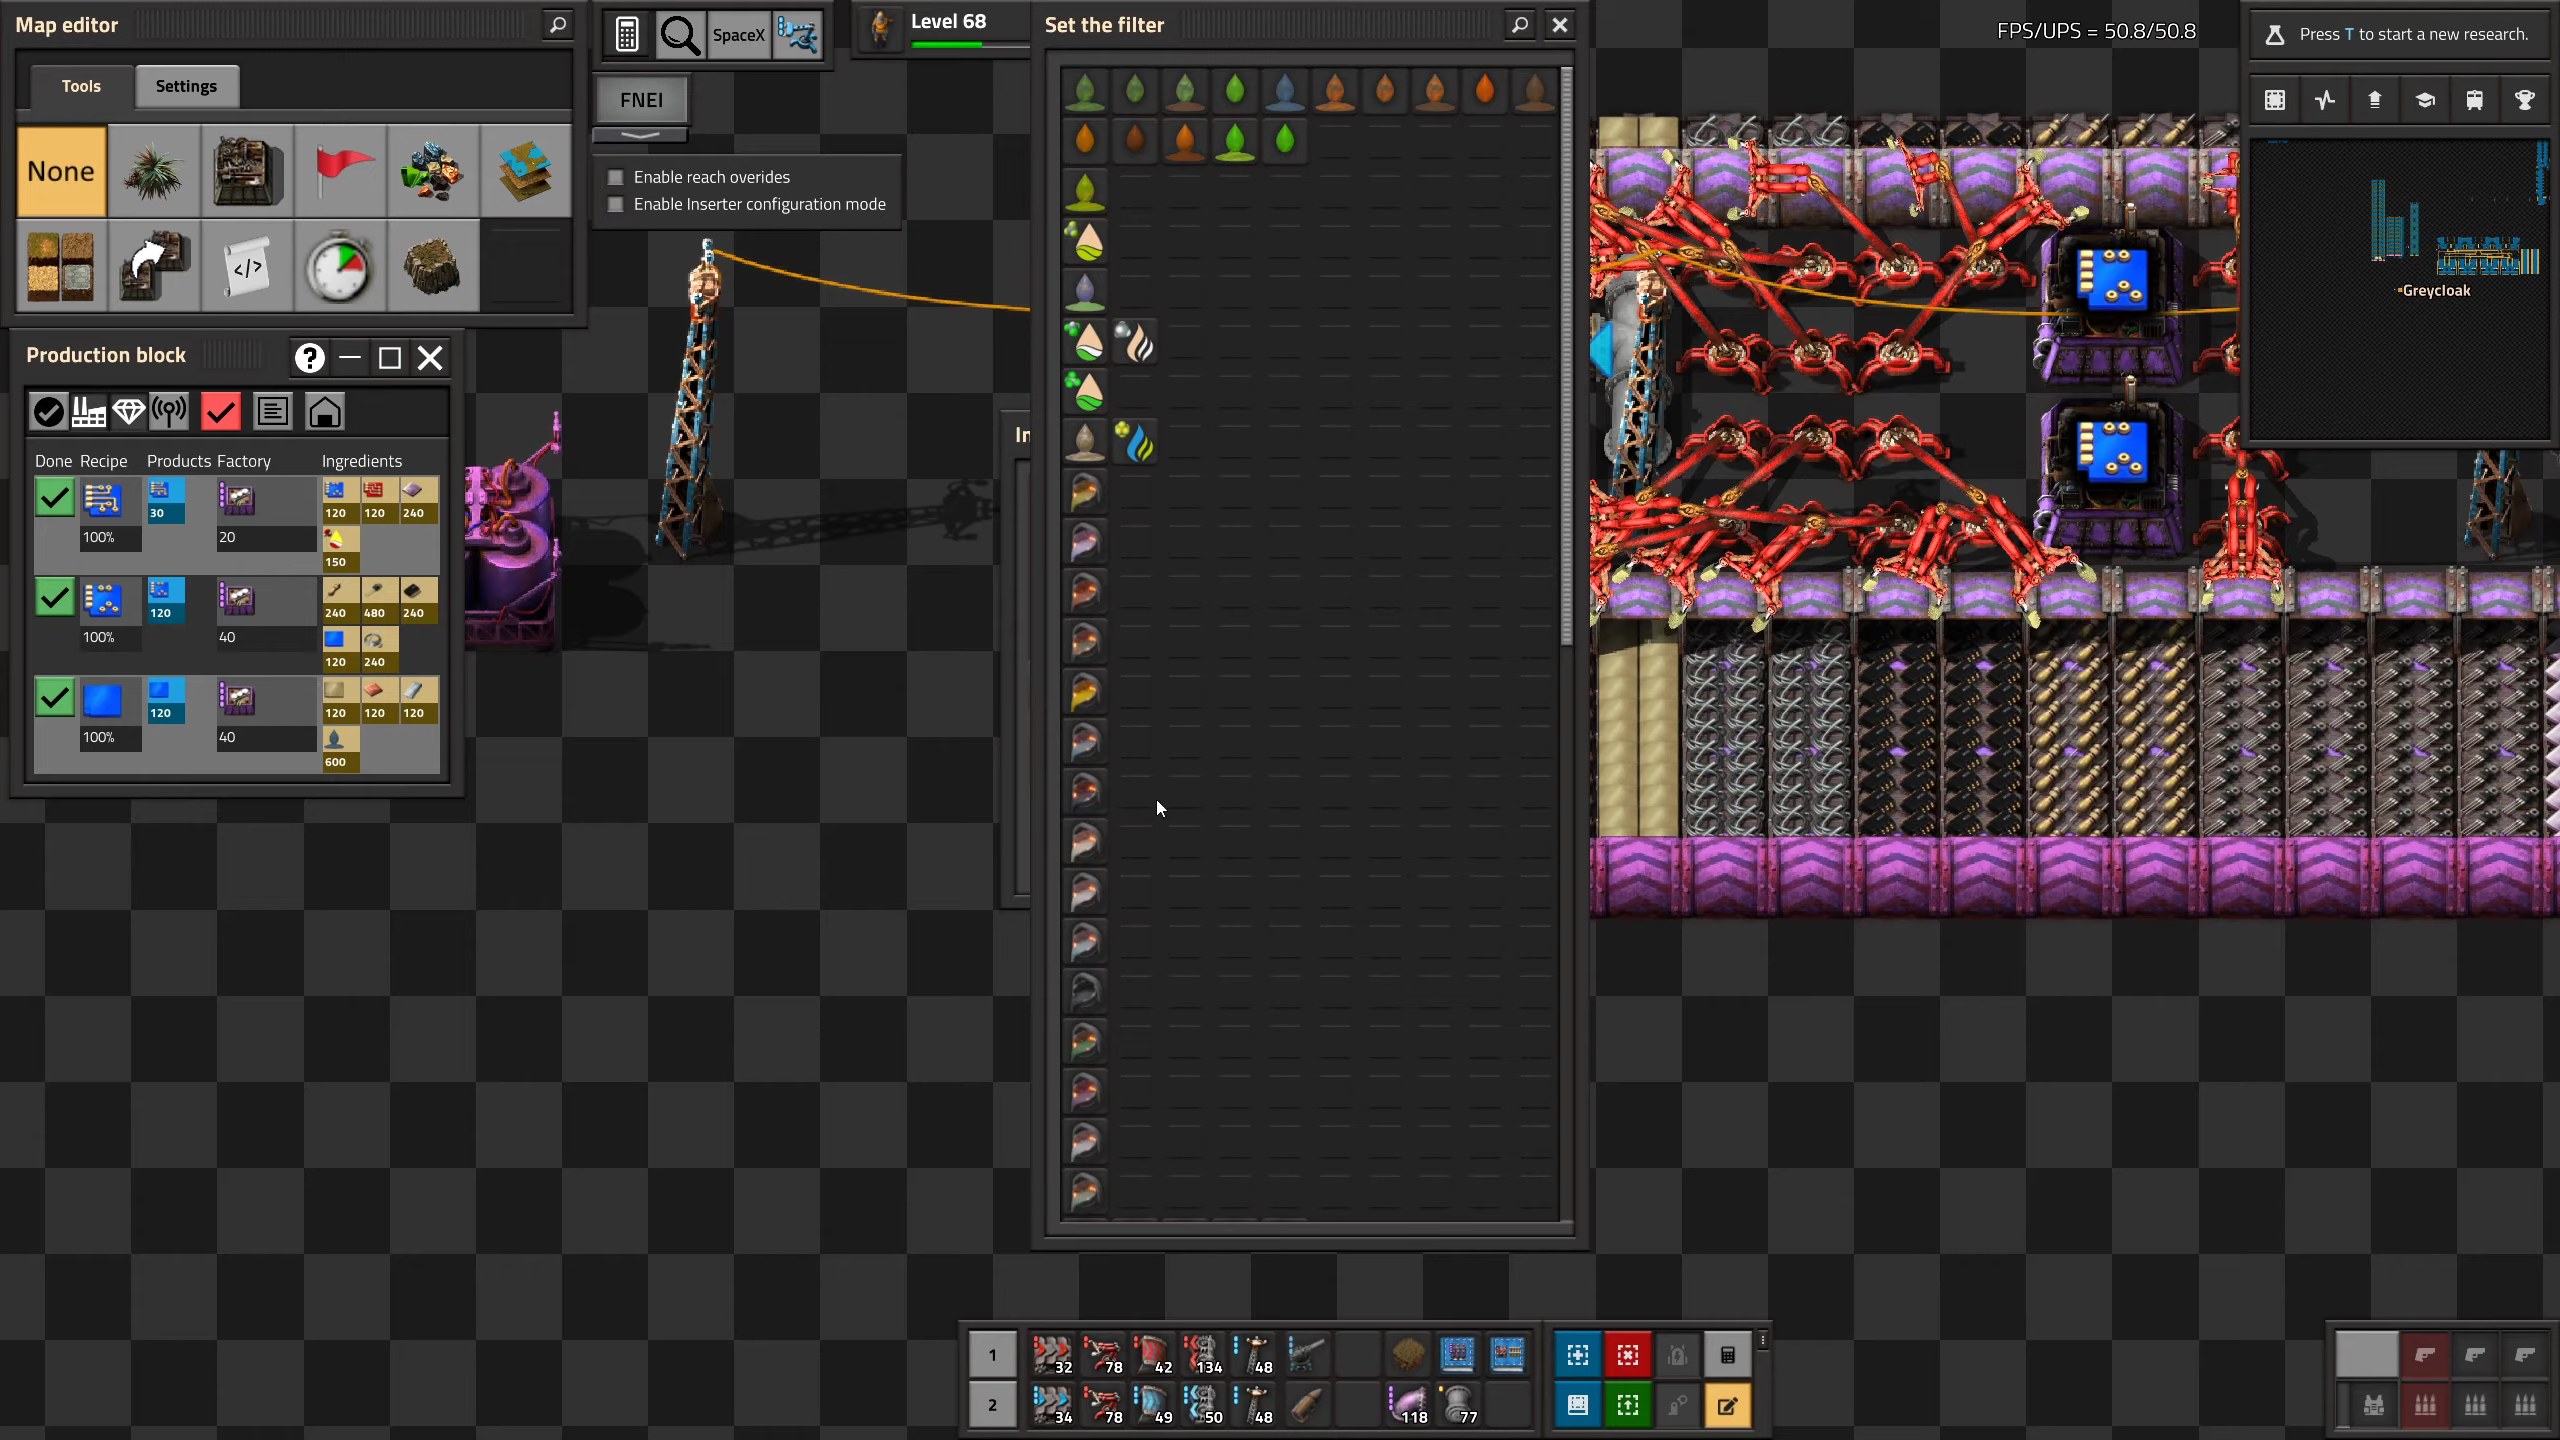 Map editor
Tools
Settings
None
SpaceX
Level 68
FNEI
Enable reach overides
Enable Inserter configuration mode
Set the filter
FPS/UPS = 50.8/50.8
Press T to start a new research.
Greycloak
Production block
Done Recipe Products Factory Ingredients
30 120 120 240
100% 20
150
120 240 480 240
100% 40
120 240
120 120 120 120
100% 40
600
In
1 32 78 42 134 48
2 34 78 49 50 48 118 77